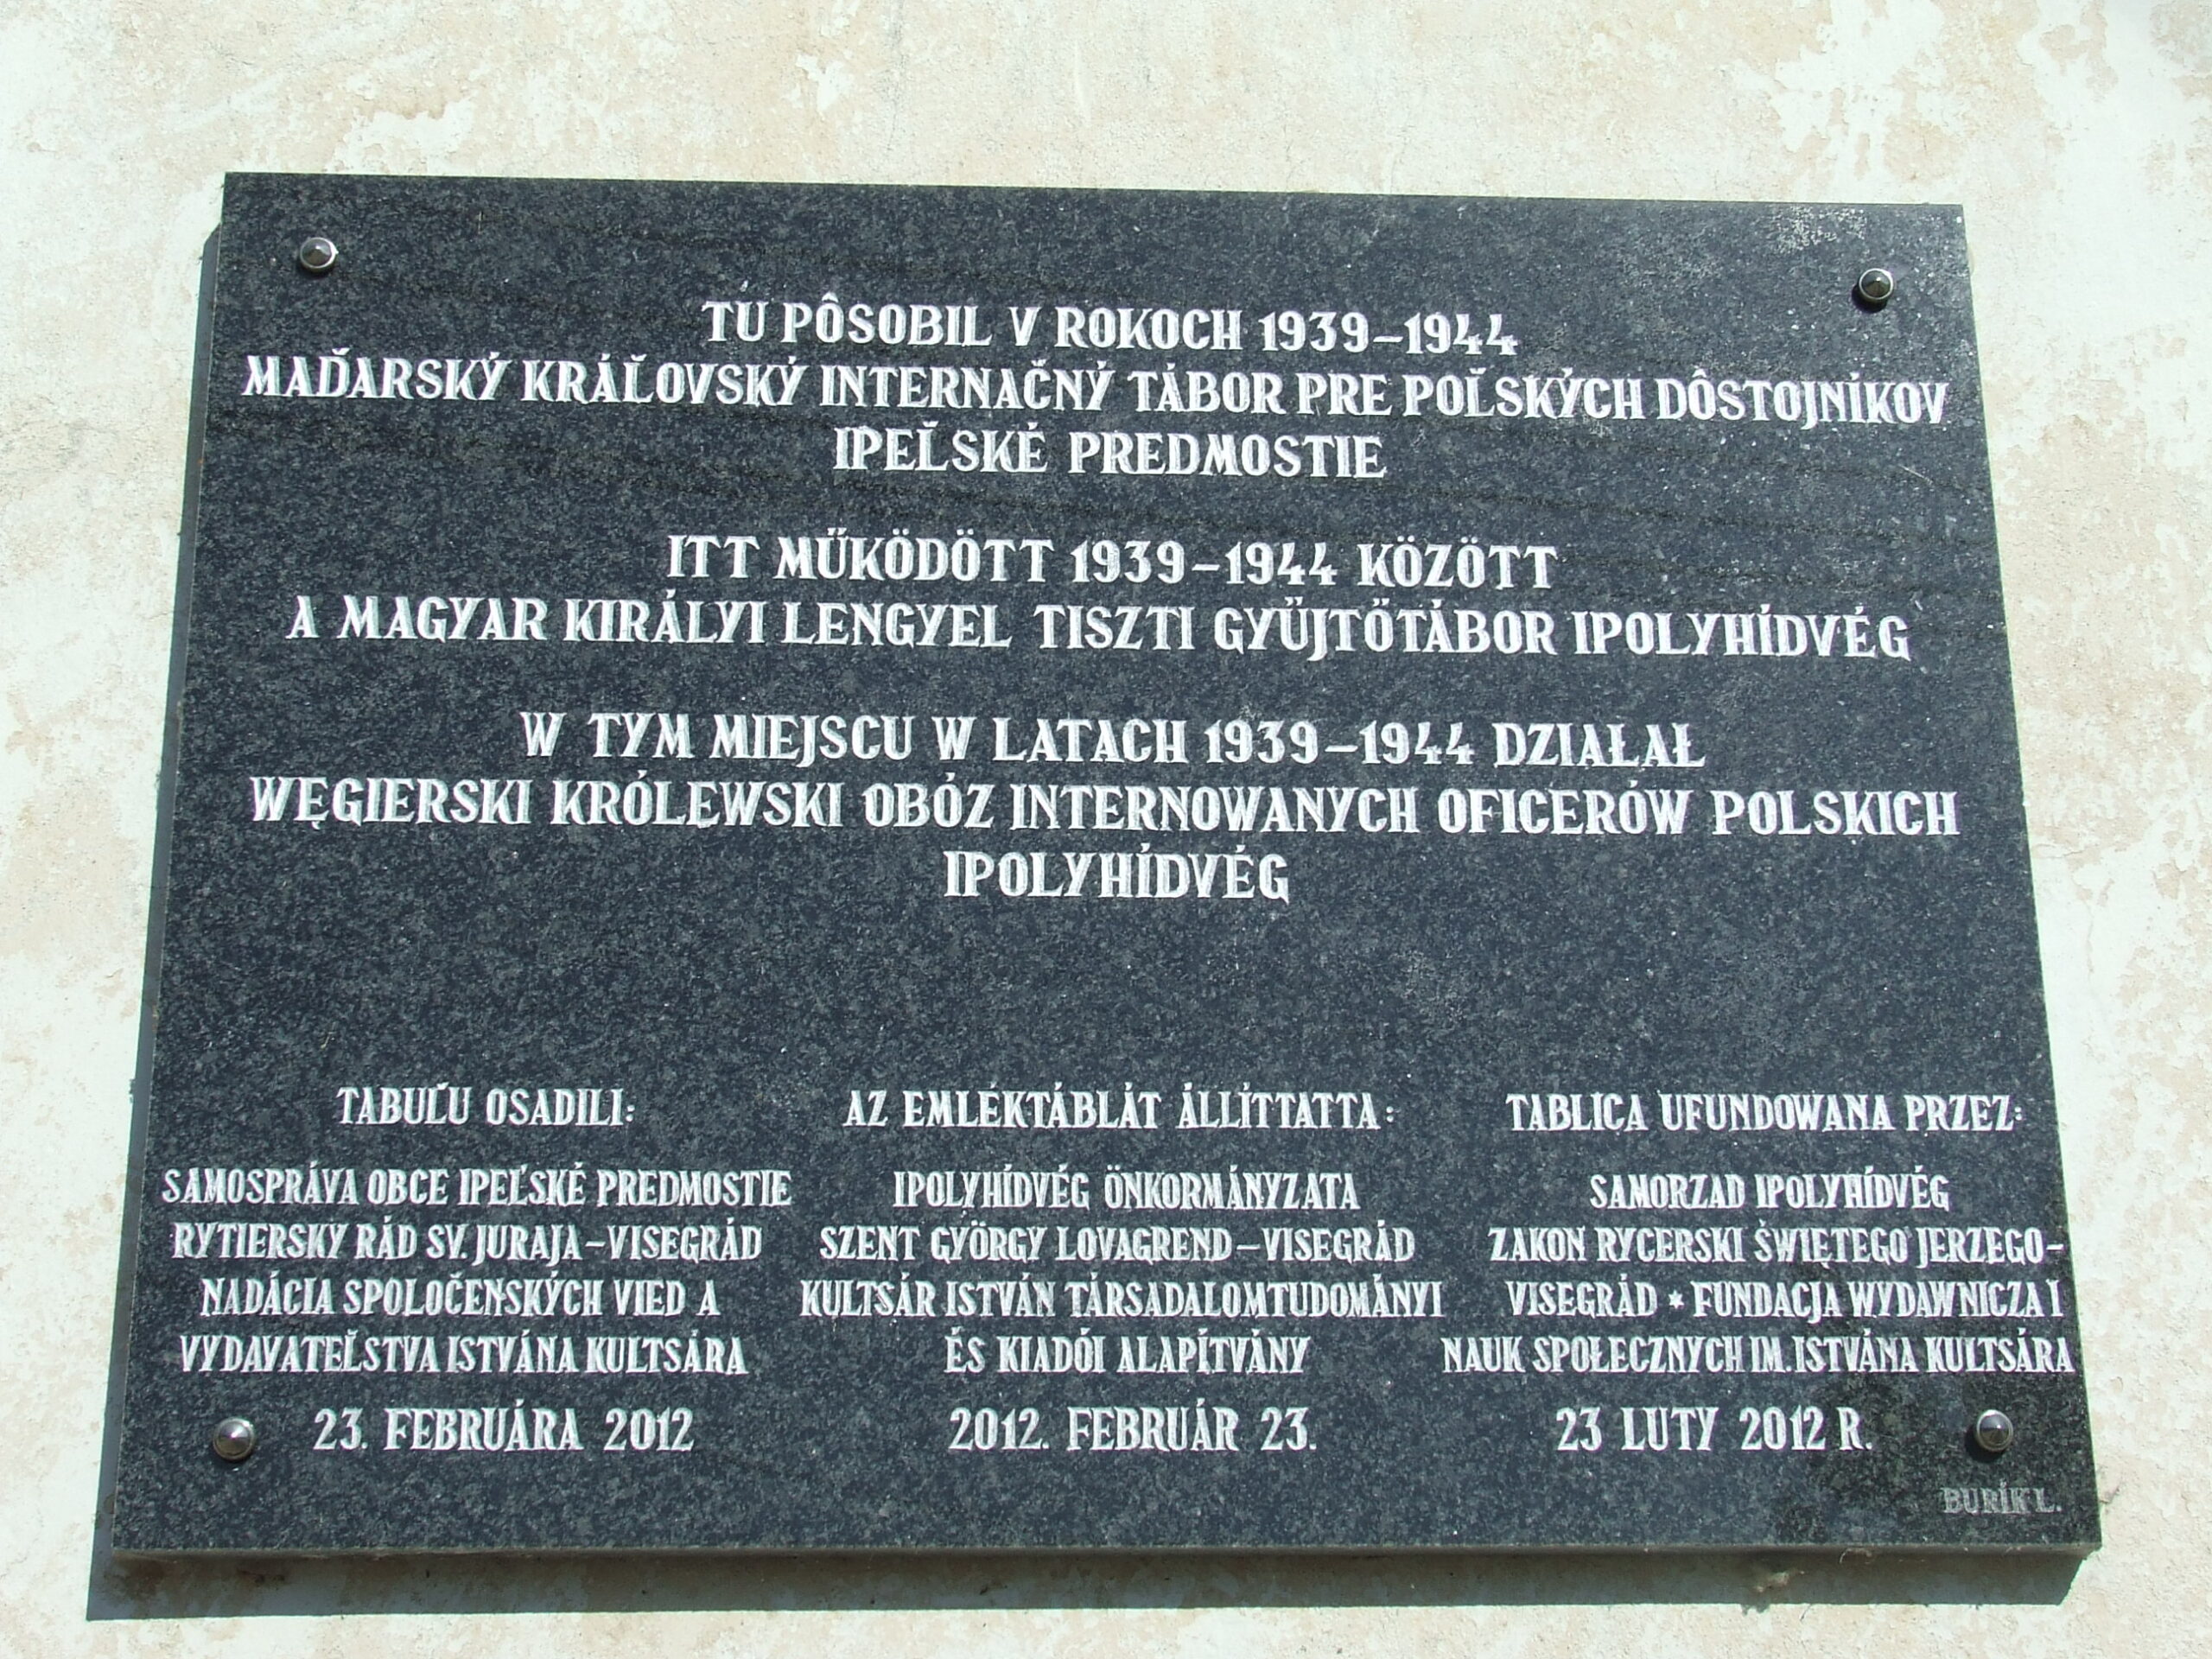 TU PÔSOBIL V ROKOCH 1939–1944
MAĎARSKÝ KRÁĽOVSKÝ INTERNAČNÝ TÁBOR PRE POĽSKÝCH DÔSTOJNÍKOV
IPEĽSKÉ PREDMOSTIE
ITT MŰKÖDÖTT 1939–1944 KÖZÖTT
A MAGYAR KIRÁLYI LENGYEL TISZTI GYŰJTŐTÁBOR IPOLYHÍDVÉG
W TYM MIEJSCU W LATACH 1939–1944 DZIAŁAŁ
WĘGIERSKI KRÓLEWSKI OBÓZ INTERNOWANYCH OFICERÓW POLSKICH
IPOLYHÍDVÉG
TABUĽU OSADILI:
SAMOSPRÁVA OBCE IPEĽSKÉ PREDMOSTIE
RYTIERSKY RÁD SV. JURAJA–VISEGRÁD
NADÁCIA SPOLOČENSKÝCH VIED A
VYDAVATEĽSTVA ISTVÁNA KULTSÁRA
23. FEBRUÁRA 2012
AZ EMLÉKTÁBLÁT ÁLLÍTTATTA:
IPOLYHÍDVÉG ÖNKORMÁNYZATA
SZENT GYÖRGY LOVAGREND–VISEGRÁD
KULTSÁR ISTVÁN TÁRSADALOMTUDOMÁNYI
ÉS KIADÓI ALAPÍTVÁNY
2012. FEBRUÁR 23.
TABLICA UFUNDOWANA PRZEZ:
SAMORZAD IPOLYHÍDVÉG
ZAKON RYCERSKI ŚWIĘTEGO JERZEGO–
VISEGRÁD * FUNDACJA WYDAWNICZA I
NAUK SPOŁECZNYCH IM. ISTVÁNA KULTSÁRA
23 LUTY 2012 R.
BURÍK L.